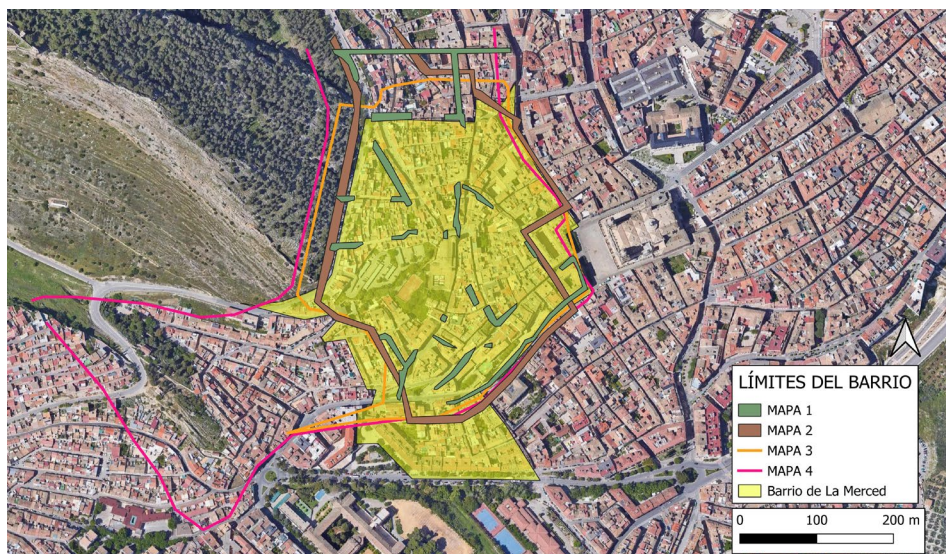 LÍMITES DEL BARRIO
MAPA 1
MAPA 2
MAPA 3
MAPA 4
Barrio de La Merced
0 100 200 m